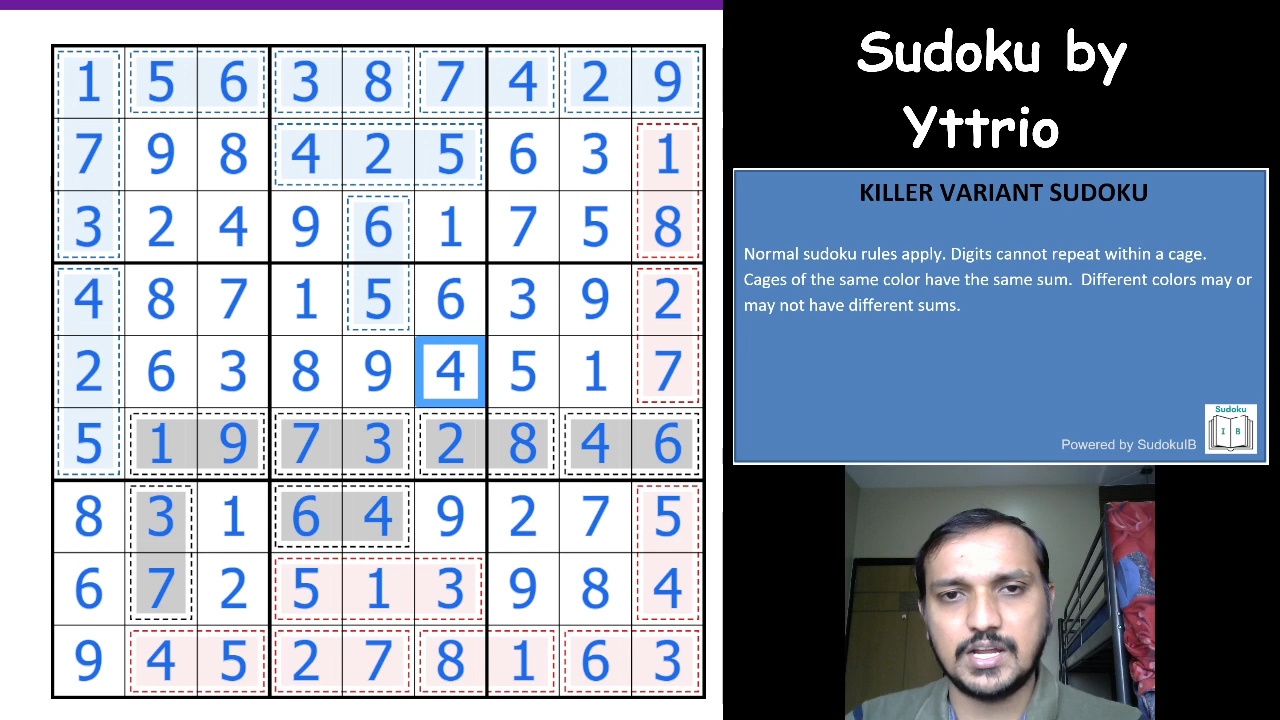 Sudoku by
Yttrio
KILLER VARIANT SUDOKU
Normal sudoku rules apply. Digits cannot repeat within a cage.
Cages of the same color have the same sum.  Different colors may or
may not have different sums.
Powered by SudokuIB
Sudoku
I B
1 5 6 3 8 7 4 2 9
7 9 8 4 2 5 6 3 1
3 2 4 9 6 1 7 5 8
4 8 7 1 5 6 3 9 2
2 6 3 8 9 4 5 1 7
5 1 9 7 3 2 8 4 6
8 3 1 6 4 9 2 7 5
6 7 2 5 1 3 9 8 4
9 4 5 2 7 8 1 6 3